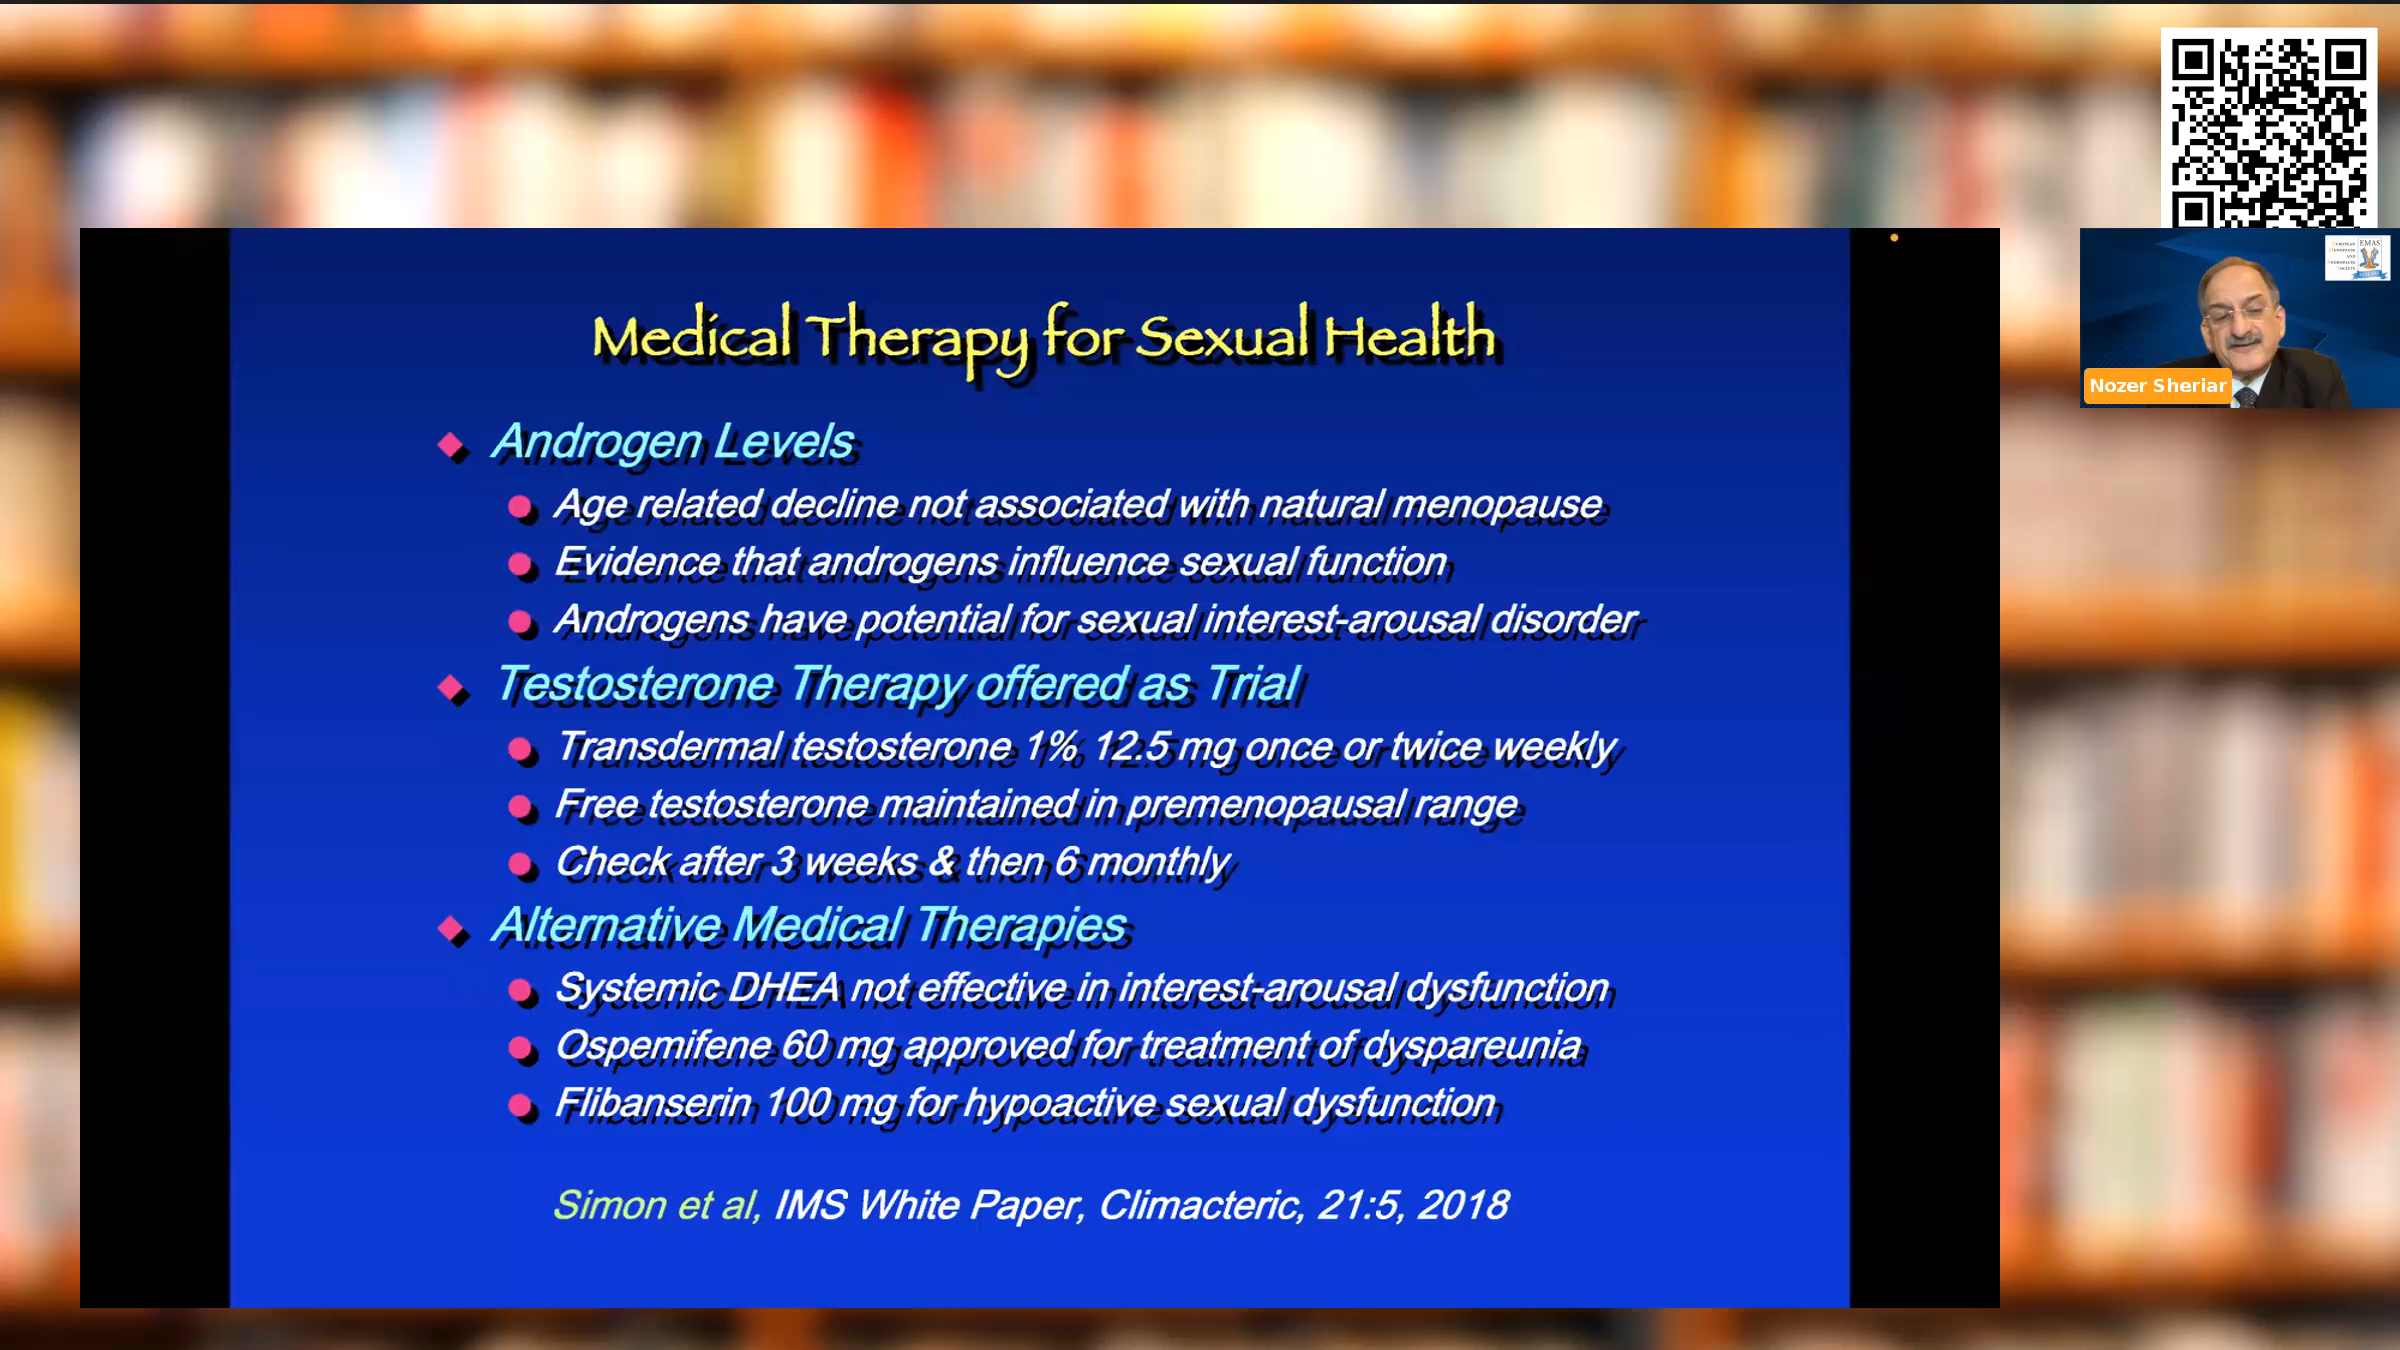 Medical Therapy for Sexual Health
Androgen Levels
Age related decline not associated with natural menopause
Evidence that androgens influence sexual function
Androgens have potential for sexual interest-arousal disorder
Testosterone Therapy offered as Trial
Transdermal testosterone 1% 12.5 mg once or twice weekly
Free testosterone maintained in premenopausal range
Check after 3 weeks & then 6 monthly
Alternative Medical Therapies
Systemic DHEA not effective in interest-arousal dysfunction
Ospemifene 60 mg approved for treatment of dyspareunia
Flibanserin 100 mg for hypoactive sexual dysfunction
Simon et al, IMS White Paper, Climacteric, 21:5, 2018
EMAS
Nozer Sheriar